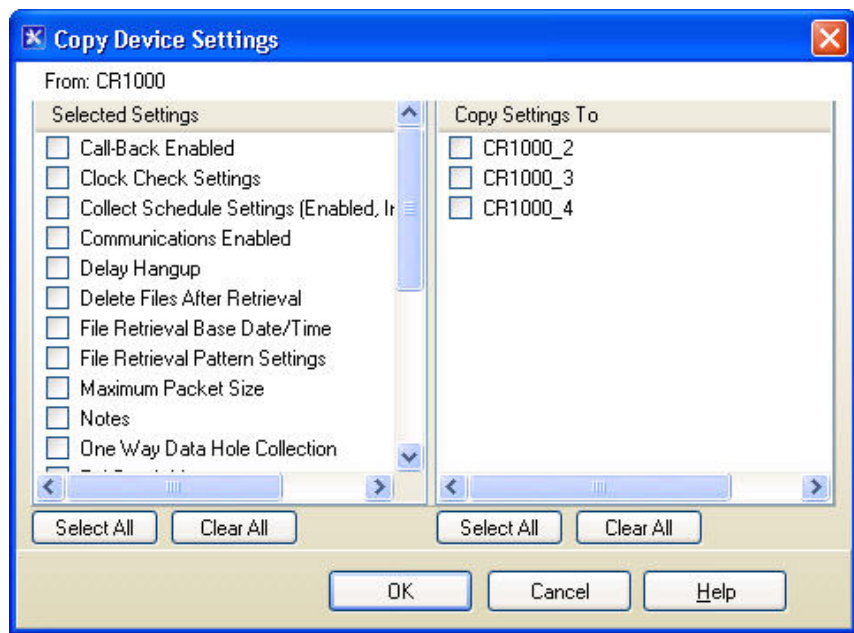 Copy Device Settings
From: CR1000
Selected Settings
Call-Back Enabled
Clock Check Settings
Collect Schedule Settings (Enabled,
Communications Enabled
Delay Hangup
Delete Files After Retrieval
File Retrieval Base Date/Time
File Retrieval Pattern Settings
Maximum Packet Size
Notes
One Way Data Hole Collection
Select All
Clear All
Copy Settings To
CR1000_2
CR1000_3
CR1000_4
Select All
Clear All
OK
Cancel
Help